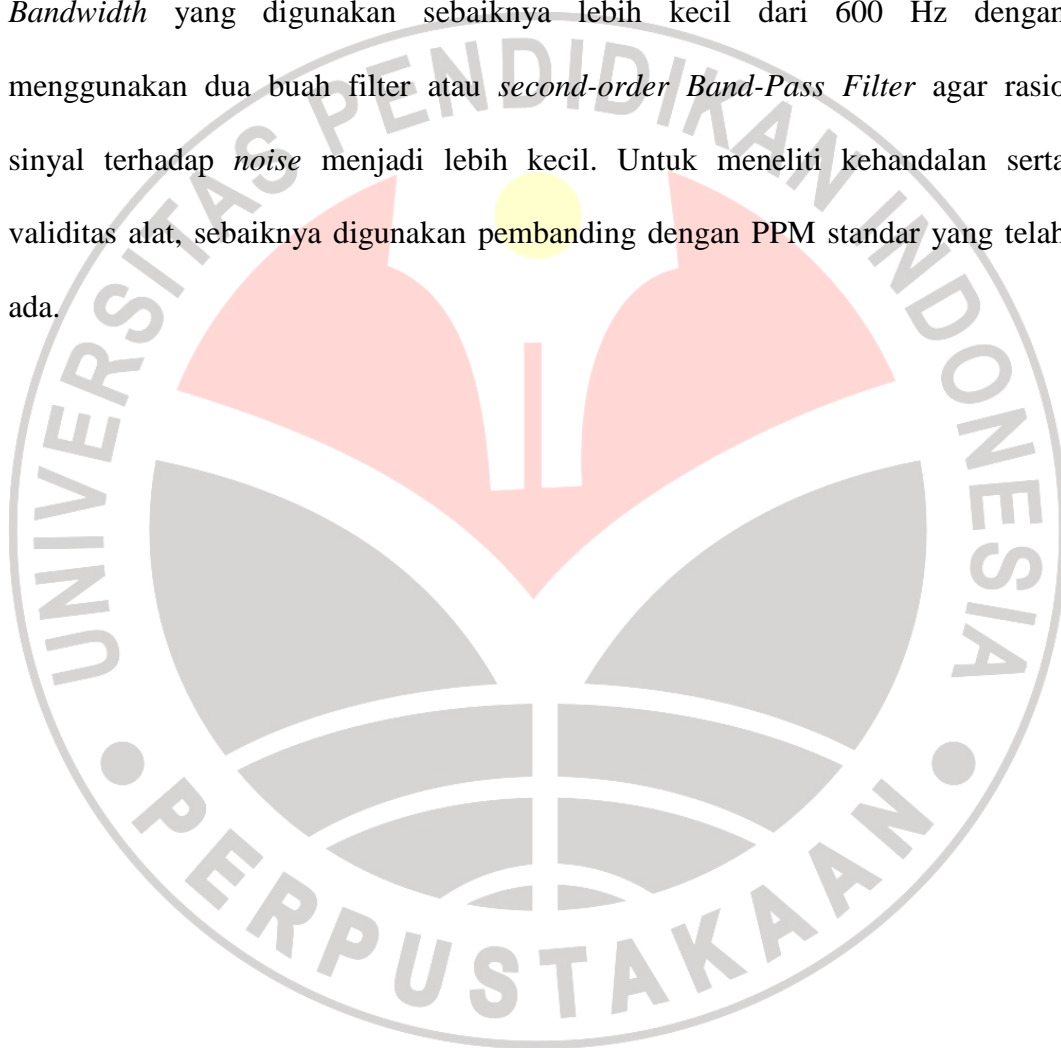 Bandwidth yang digunakan sebaiknya lebih kecil dari 600 Hz dengan
menggunakan dua buah filter atau second-order Band-Pass Filter agar rasio
sinyal terhadap noise menjadi lebih kecil. Untuk meneliti kehandalan serta
validitas alat, sebaiknya digunakan pembanding dengan PPM standar yang telah
ada.
UNIVERSITAS PENDIDIKAN INDONESIA
PERPUSTAKAAN